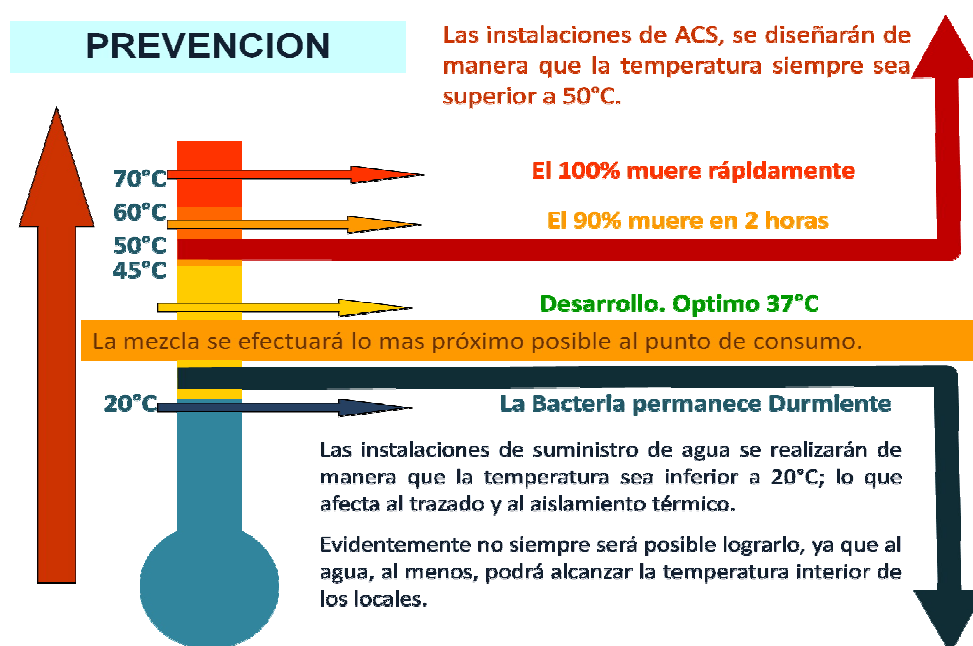 PREVENCION
Las instalaciones de ACS, se diseñarán de
manera que la temperatura siempre sea
superior a 50°C.
70°C
El 100% muere rápidamente
60°C
El 90% muere en 2 horas
50°C
45°C
Desarrollo. Optimo 37°C
La mezcla se efectuará lo mas próximo posible al punto de consumo.
20°C
La Bacteria permanece Durmiente
Las instalaciones de suministro de agua se realizarán de
manera que la temperatura sea inferior a 20°C; lo que
afecta al trazado y al aislamiento térmico.
Evidentemente no siempre será posible lograrlo, ya que al
agua, al menos, podrá alcanzar la temperatura interior de
los locales.